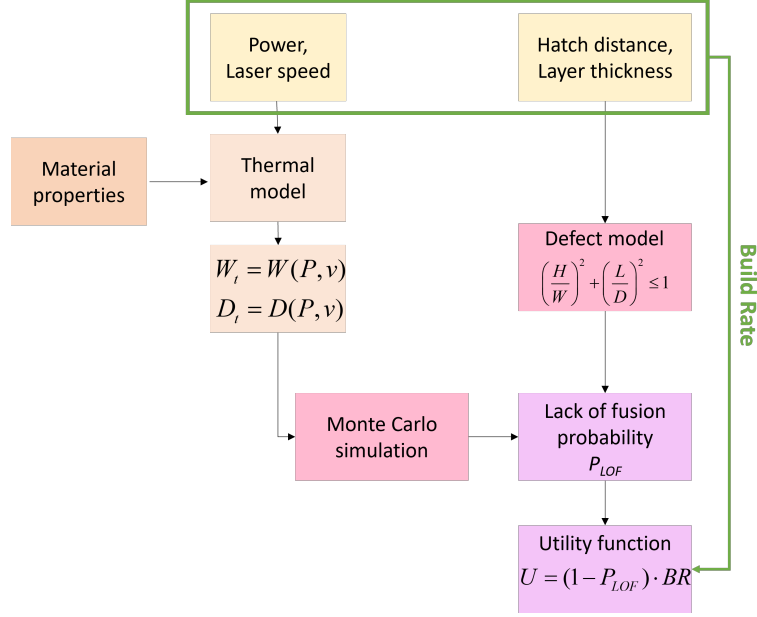 Power,
Laser speed
Hatch distance,
Layer thickness
Material
properties
Thermal
model
W_t = W(P,v)
D_t = D(P,v)
Defect model
(H/W)^2 + (L/D)^2 ≤ 1
Build Rate
Monte Carlo
simulation
Lack of fusion
probability
P_LOF
Utility function
U = (1 − P_LOF) · BR